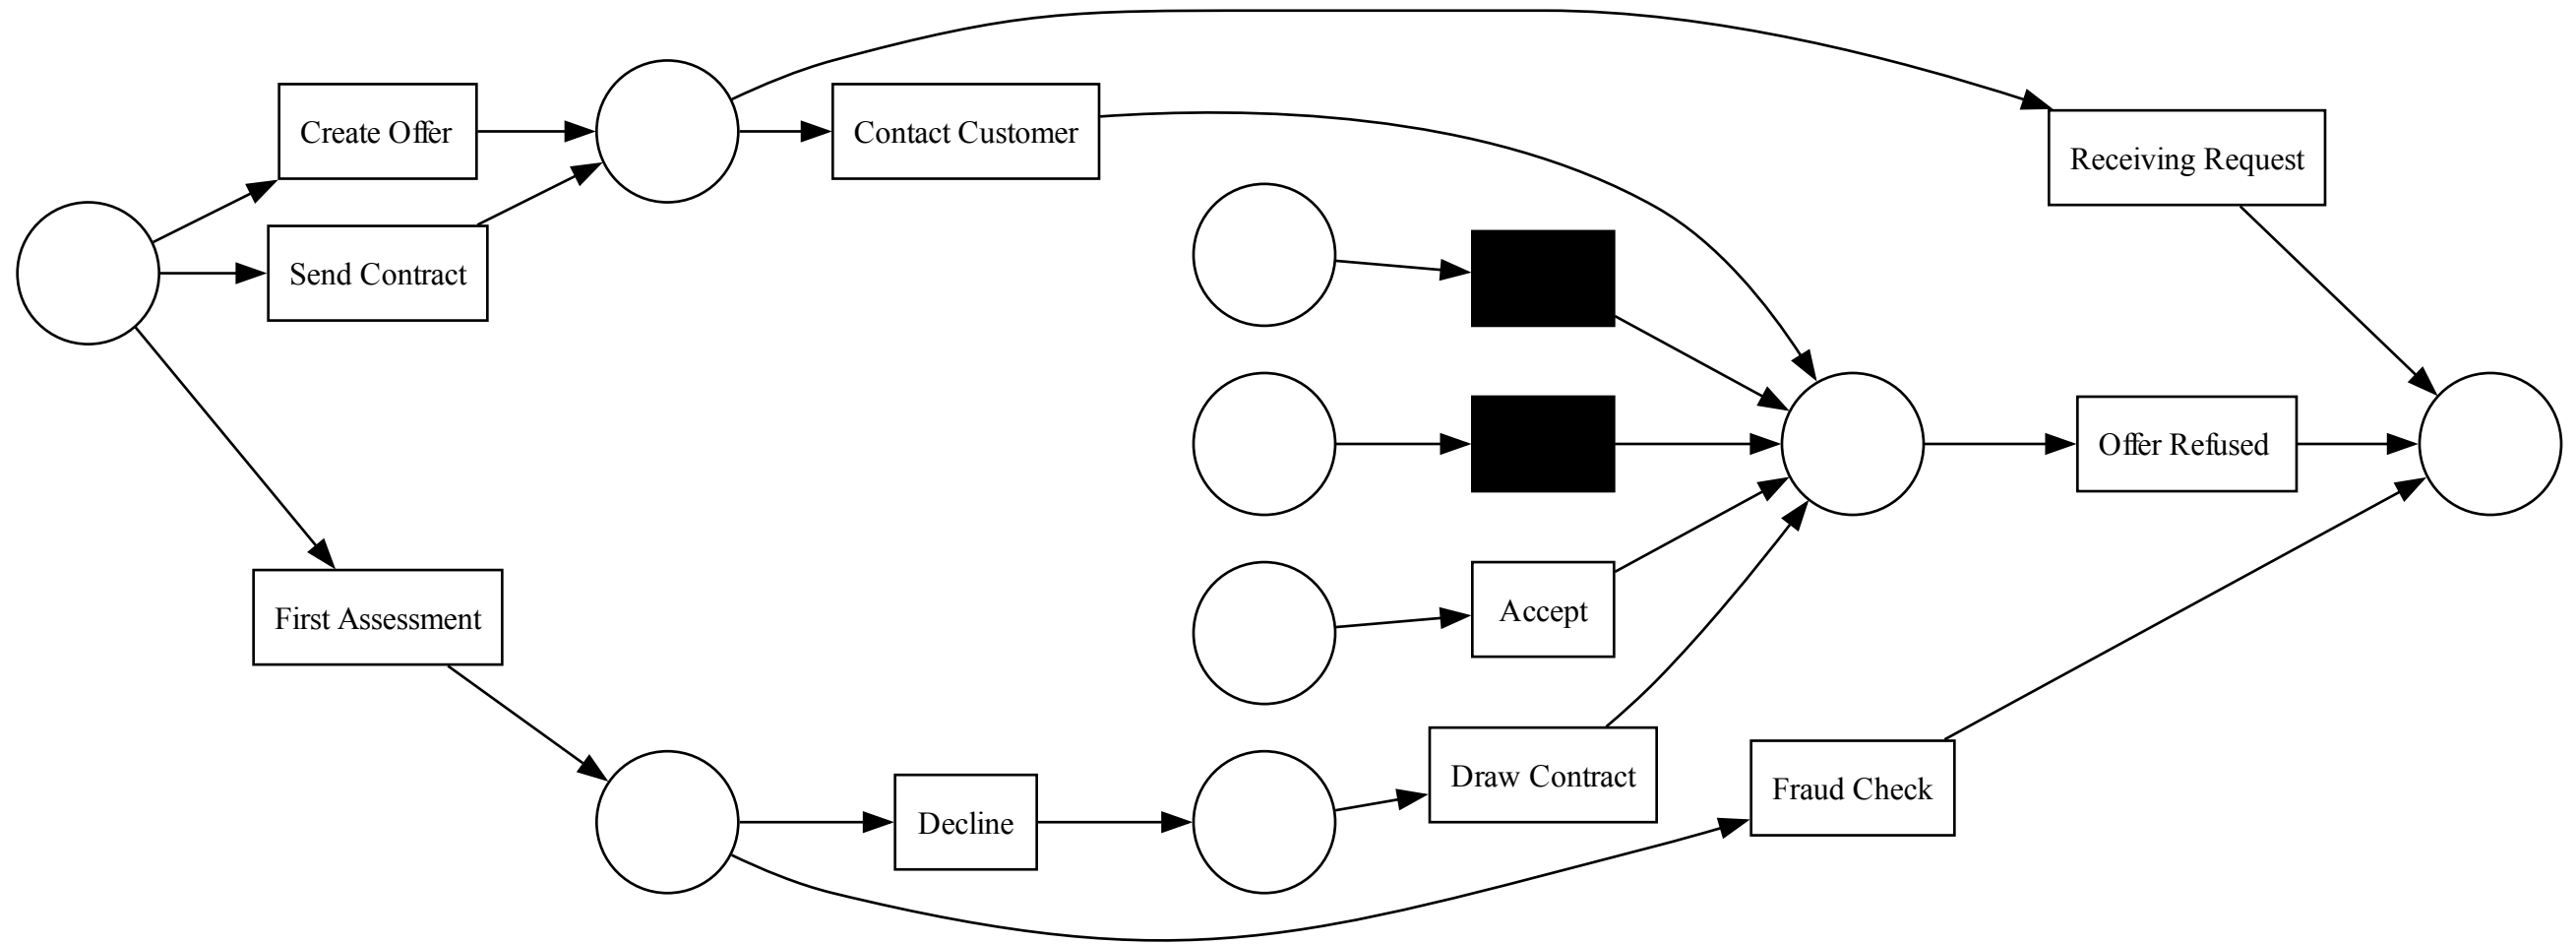 Create Offer
Contact Customer
Receiving Request
Send Contract
Offer Refused
First Assessment
Accept
Draw Contract
Fraud Check
Decline